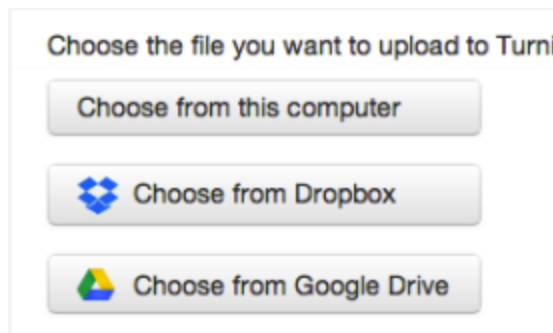 Choose the file you want to upload to Turni
Choose from this computer
Choose from Dropbox
Choose from Google Drive